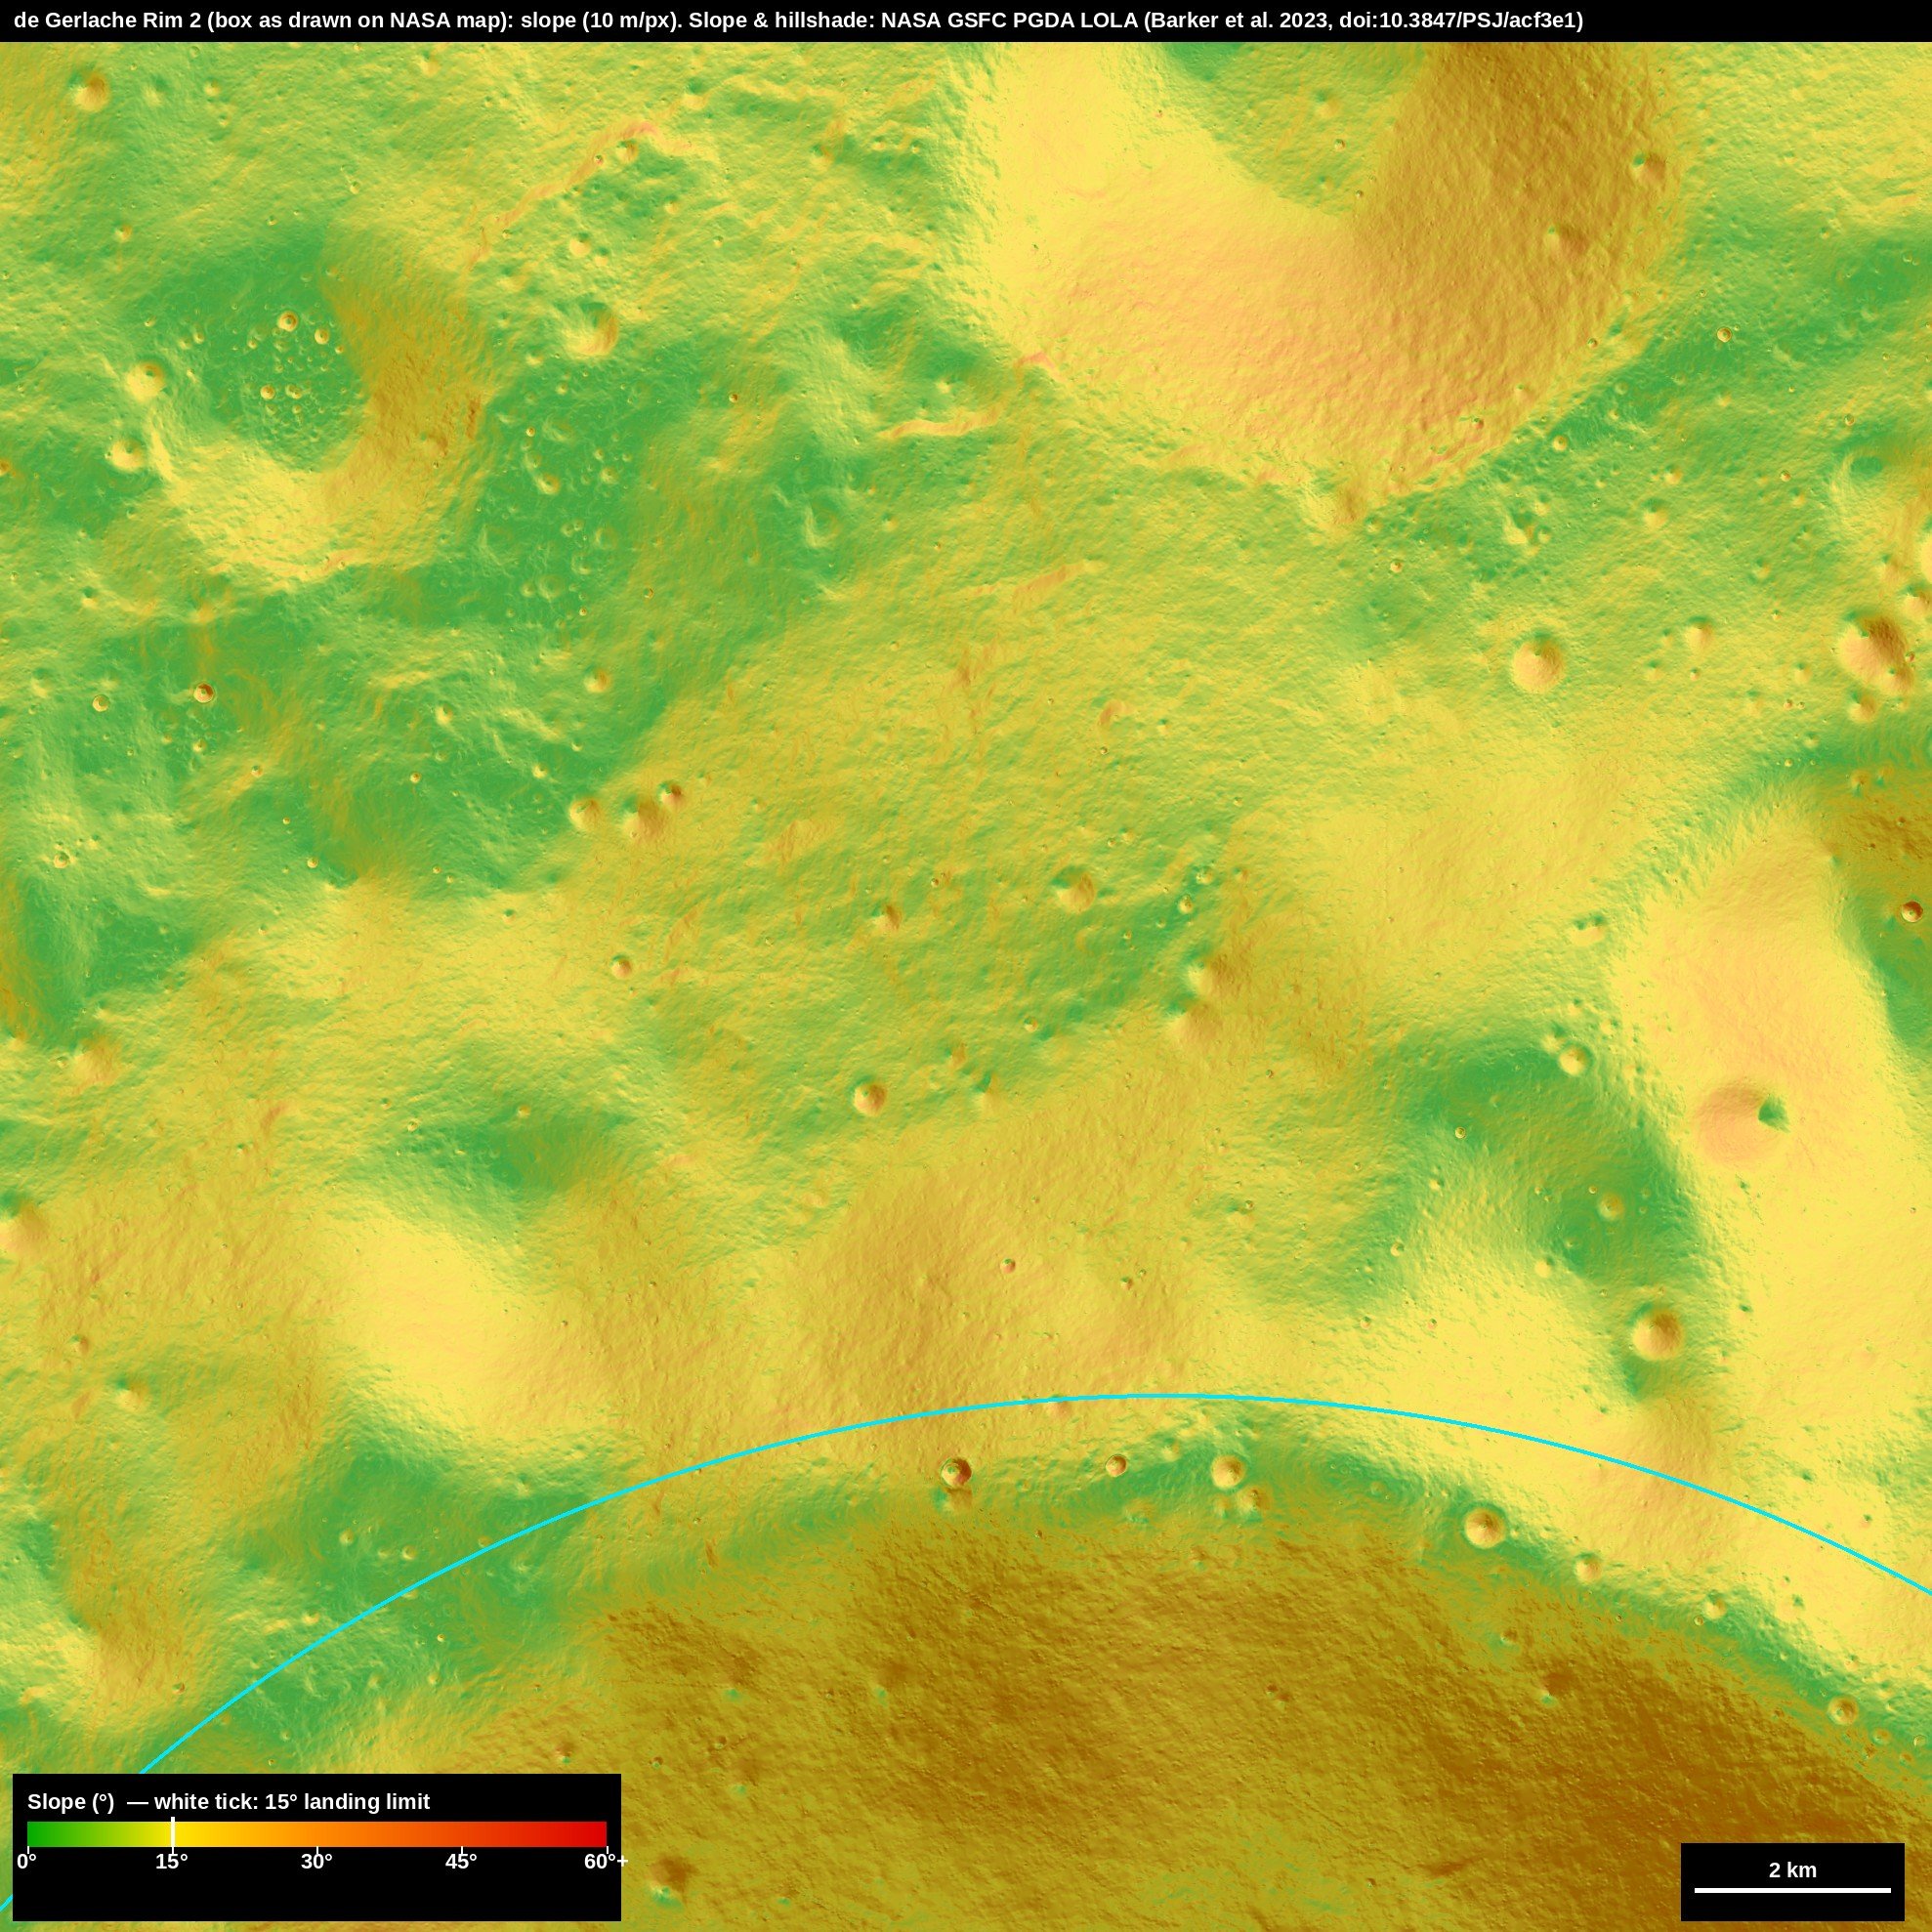 de Gerlache Rim 2 (box as drawn on NASA map): slope (10 m/px). Slope & hillshade: NASA GSFC PGDA LOLA (Barker et al. 2023, doi:10.3847/PSJ/acf3e1)
Slope (°) — white tick: 15° landing limit
0° 15° 30° 45° 60°+
2 km